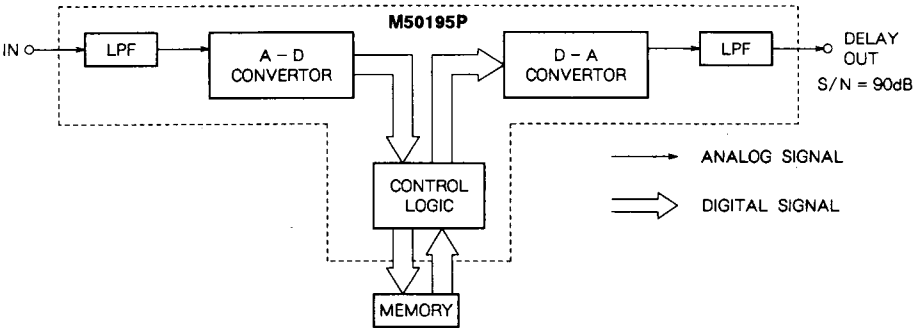 M50195P
IN
LPF
A-D
CONVERTOR
D-A
CONVERTOR
LPF
DELAY
OUT
S/N = 90dB
CONTROL
LOGIC
MEMORY
ANALOG SIGNAL
DIGITAL SIGNAL